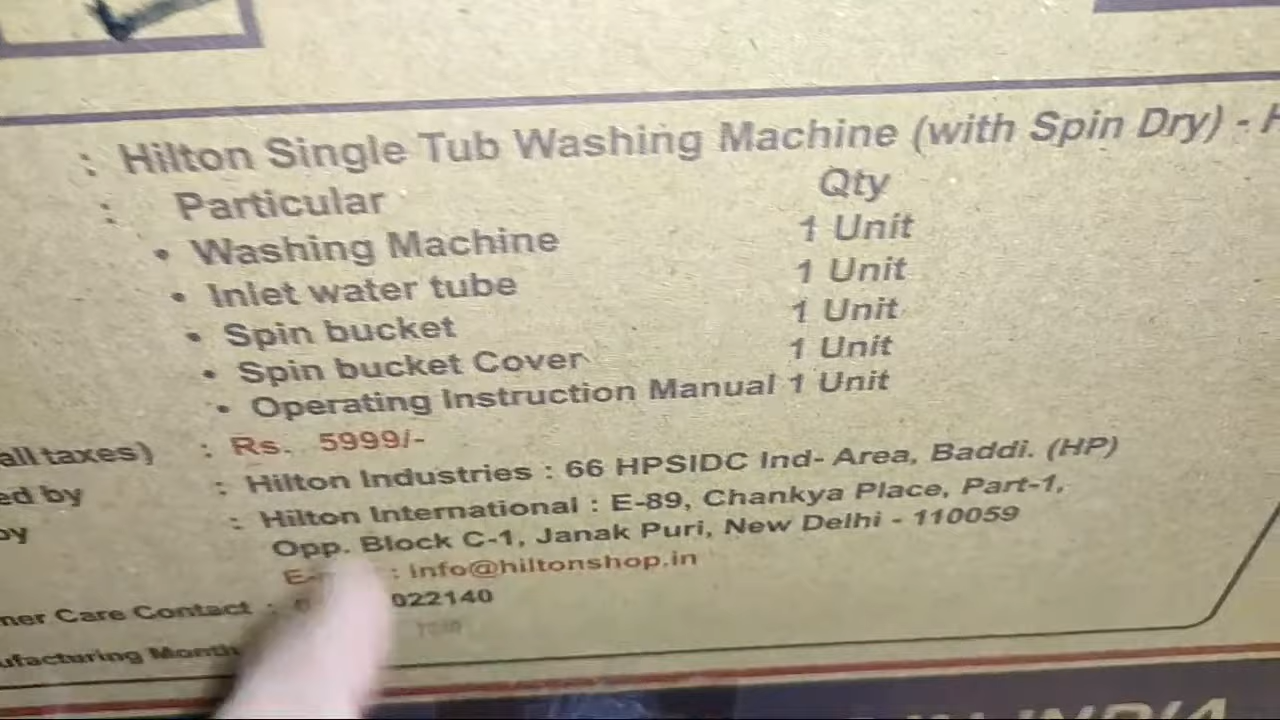 : Hilton Single Tub Washing Machine (with Spin Dry) - H
: Particular Qty
• Washing Machine 1 Unit
• Inlet water tube 1 Unit
• Spin bucket 1 Unit
• Spin bucket Cover 1 Unit
• Operating Instruction Manual 1 Unit
all taxes) : Rs. 5999/-
ed by : Hilton Industries : 66 HPSIDC Ind- Area, Baddi. (HP)
by : Hilton International : E-89, Chankya Place, Part-1,
Opp. Block C-1, Janak Puri, New Delhi - 110059
E- : info@hiltonshop.in
ner Care Contact : 022140
ufacturing Month